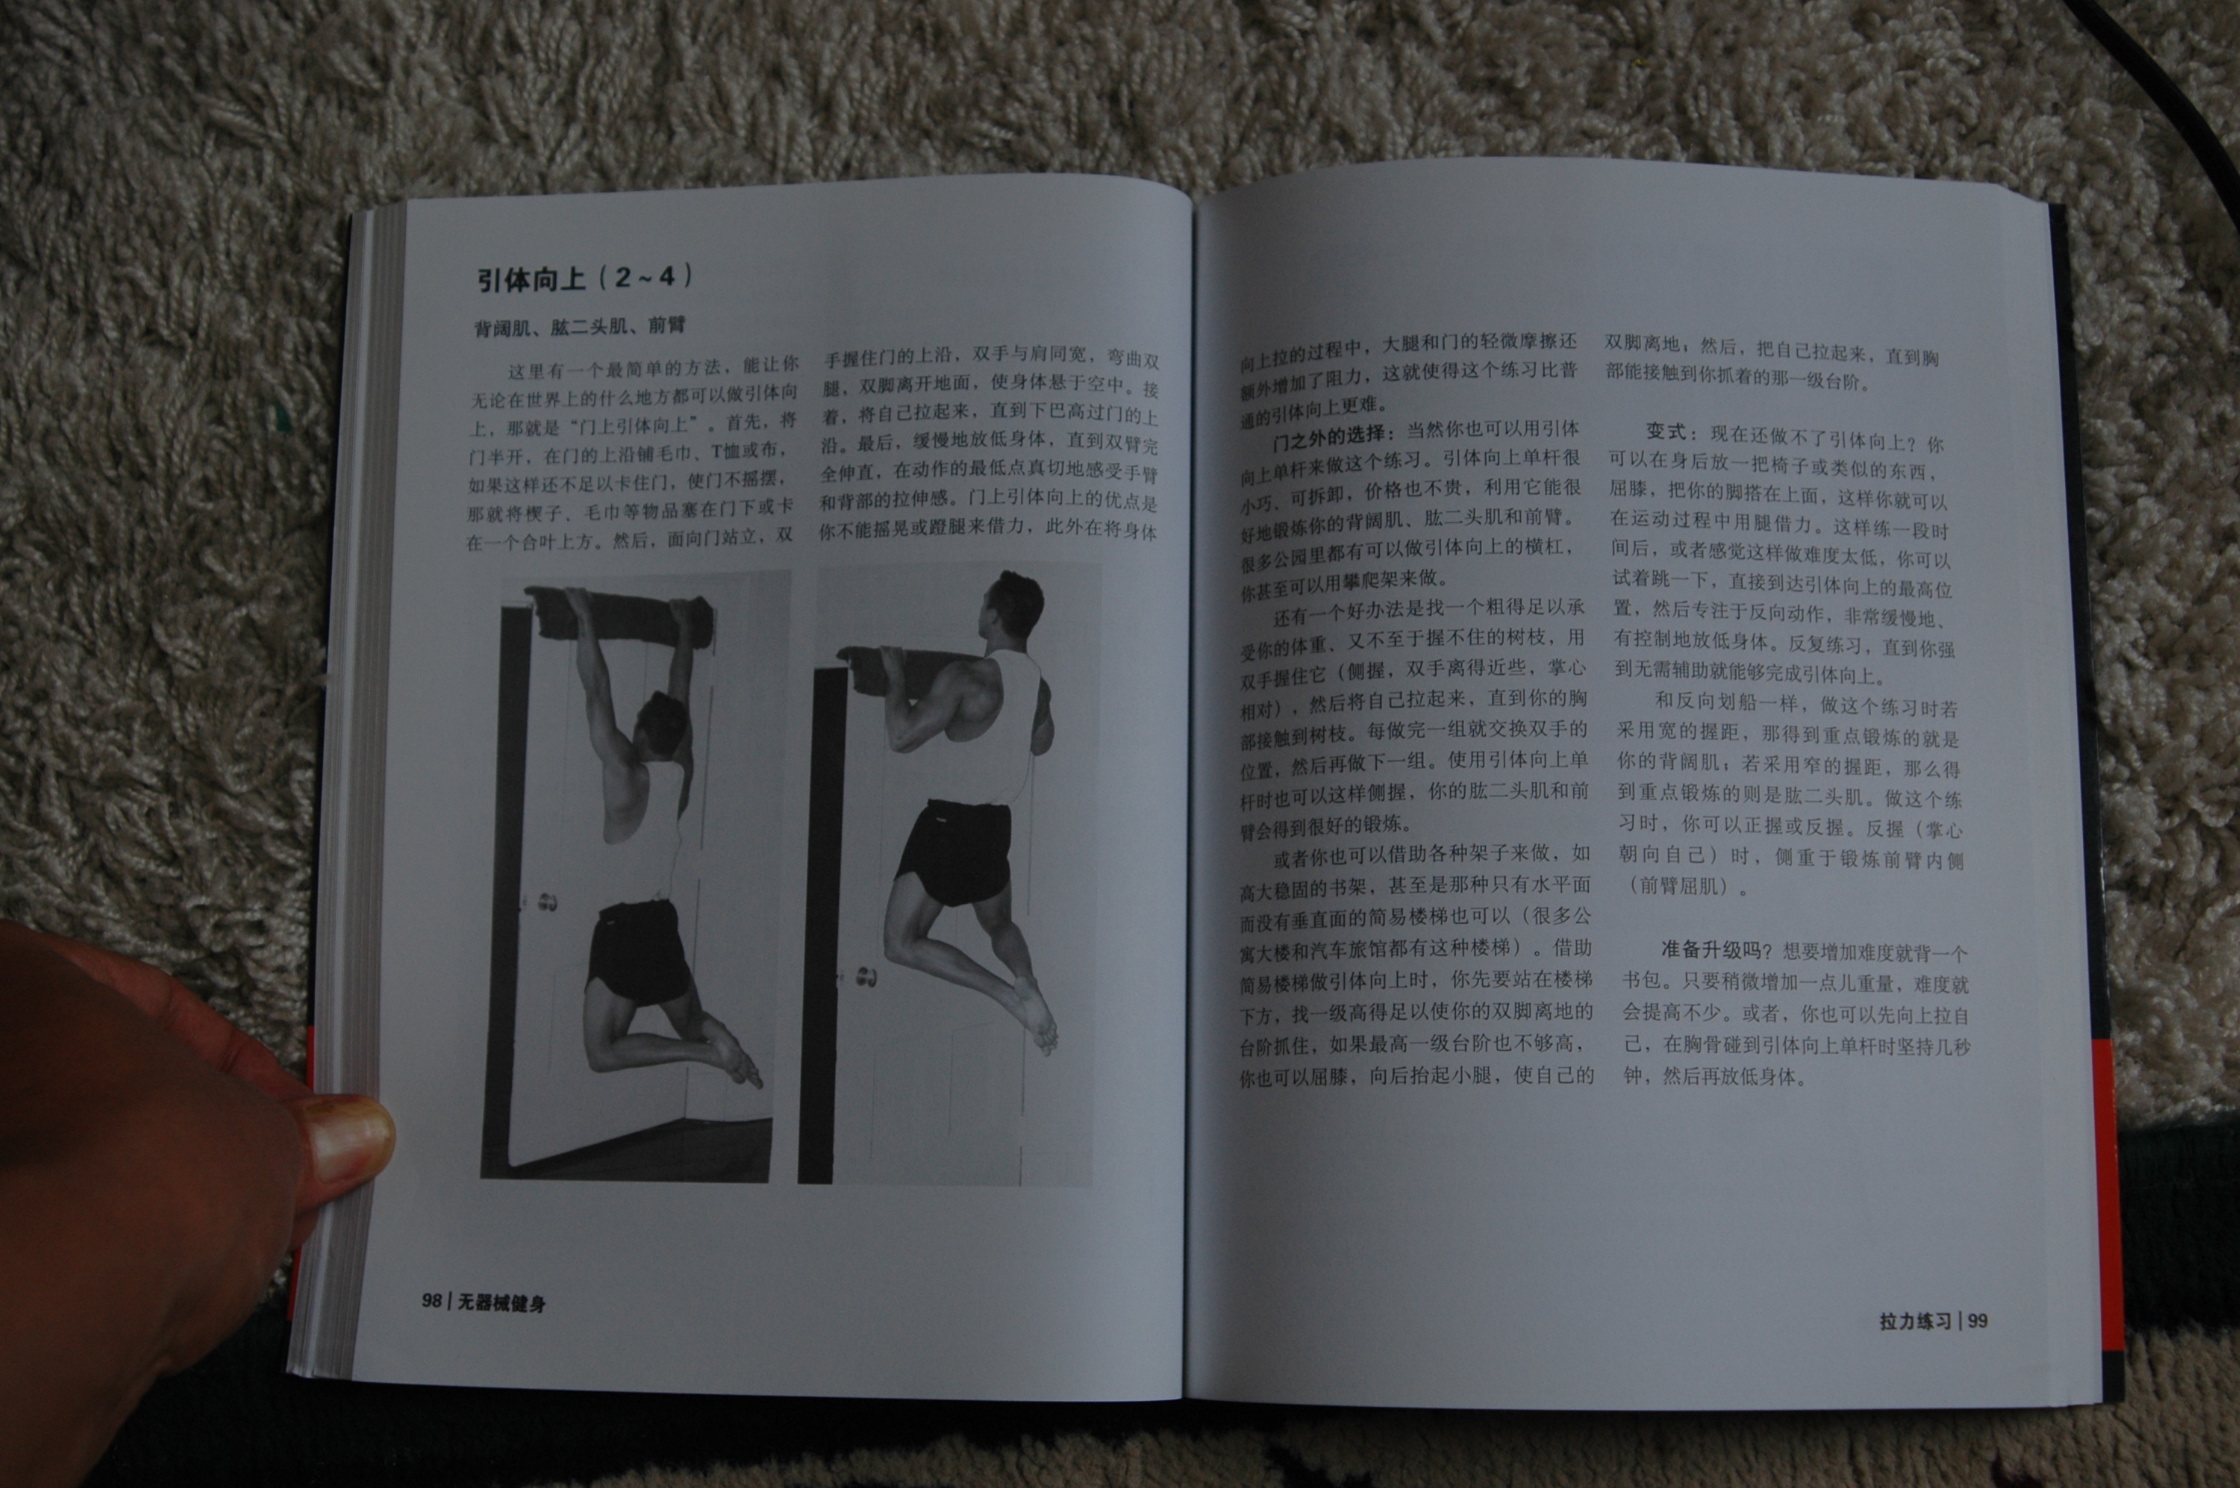 引体向上（2～4）
背阔肌、肱二头肌、前臂
这里有一个最简单的方法，能让你
无论在世界上的什么地方都可以做引体向
上，那就是“门上引体向上”。首先，将
门半开，在门的上沿铺毛巾、T恤或布，
如果这样还不足以卡住门，使门不摇摆，
那就将楔子、毛巾等物品塞在门下或卡
在一个合叶上方。然后，面向门站立，双
手握住门的上沿，双手与肩同宽，弯曲双
腿，双脚离开地面，使身体悬于空中。接
着，将自己拉起来，直到下巴高过门的上
沿。最后，缓慢地放低身体，直到双臂完
全伸直，在动作的最低点真切地感受手臂
和背部的拉伸感。门上引体向上的优点是
你不能摇晃或蹬腿来借力，此外在将身体
98|无器械健身
向上拉的过程中，大腿和门的轻微摩擦还
额外增加了阻力，这就使得这个练习比普
通的引体向上更难。
门之外的选择：当然你也可以用引体
向上单杆来做这个练习。引体向上单杆很
小巧、可拆卸，价格也不贵，利用它能很
好地锻炼你的背阔肌、肱二头肌和前臂。
很多公园里都有可以做引体向上的横杠，
你甚至可以用攀爬架来做。
还有一个好办法是找一个粗得足以承
受你的体重、又不至于握不住的树枝，用
双手握住它（侧握，双手离得近些，掌心
相对），然后将自己拉起来，直到你的胸
部接触到树枝。每做完一组就交换双手的
位置，然后再做下一组。使用引体向上单
杆时也可以这样侧握，你的肱二头肌和前
臂会得到很好的锻炼。
或者你也可以借助各种架子来做，如
高大稳固的书架，甚至是那种只有水平面
而没有垂直面的简易楼梯也可以（很多公
寓大楼和汽车旅馆都有这种楼梯）。借助
简易楼梯做引体向上时，你先要站在楼梯
下方，找一级高得足以使你的双脚离地的
台阶抓住，如果最高一级台阶也不够高，
你也可以屈膝，向后抬起小腿，使自己的
双脚离地；然后，把自己拉起来，直到胸
部能接触到你抓着的那一级台阶。
变式：现在还做不了引体向上？你
可以在身后放一把椅子或类似的东西，
屈膝，把你的脚搭在上面，这样你就可以
在运动过程中用腿借力。这样练一段时
间后，或者感觉这样做难度太低，你可以
试着跳一下，直接到达引体向上的最高位
置，然后专注于反向动作，非常缓慢地、
有控制地放低身体。反复练习，直到你强
到无需辅助就能够完成引体向上。
和反向划船一样，做这个练习时若
采用宽的握距，那得到重点锻炼的就是
你的背阔肌；若采用窄的握距，那么得
到重点锻炼的则是肱二头肌。做这个练
习时，你可以正握或反握。反握（掌心
朝向自己）时，侧重于锻炼前臂内侧
（前臂屈肌）。
准备升级吗？想要增加难度就背一个
书包。只要稍微增加一点儿重量，难度就
会提高不少。或者，你也可以先向上拉自
己，在胸骨碰到引体向上单杆时坚持几秒
钟，然后再放低身体。
拉力练习|99